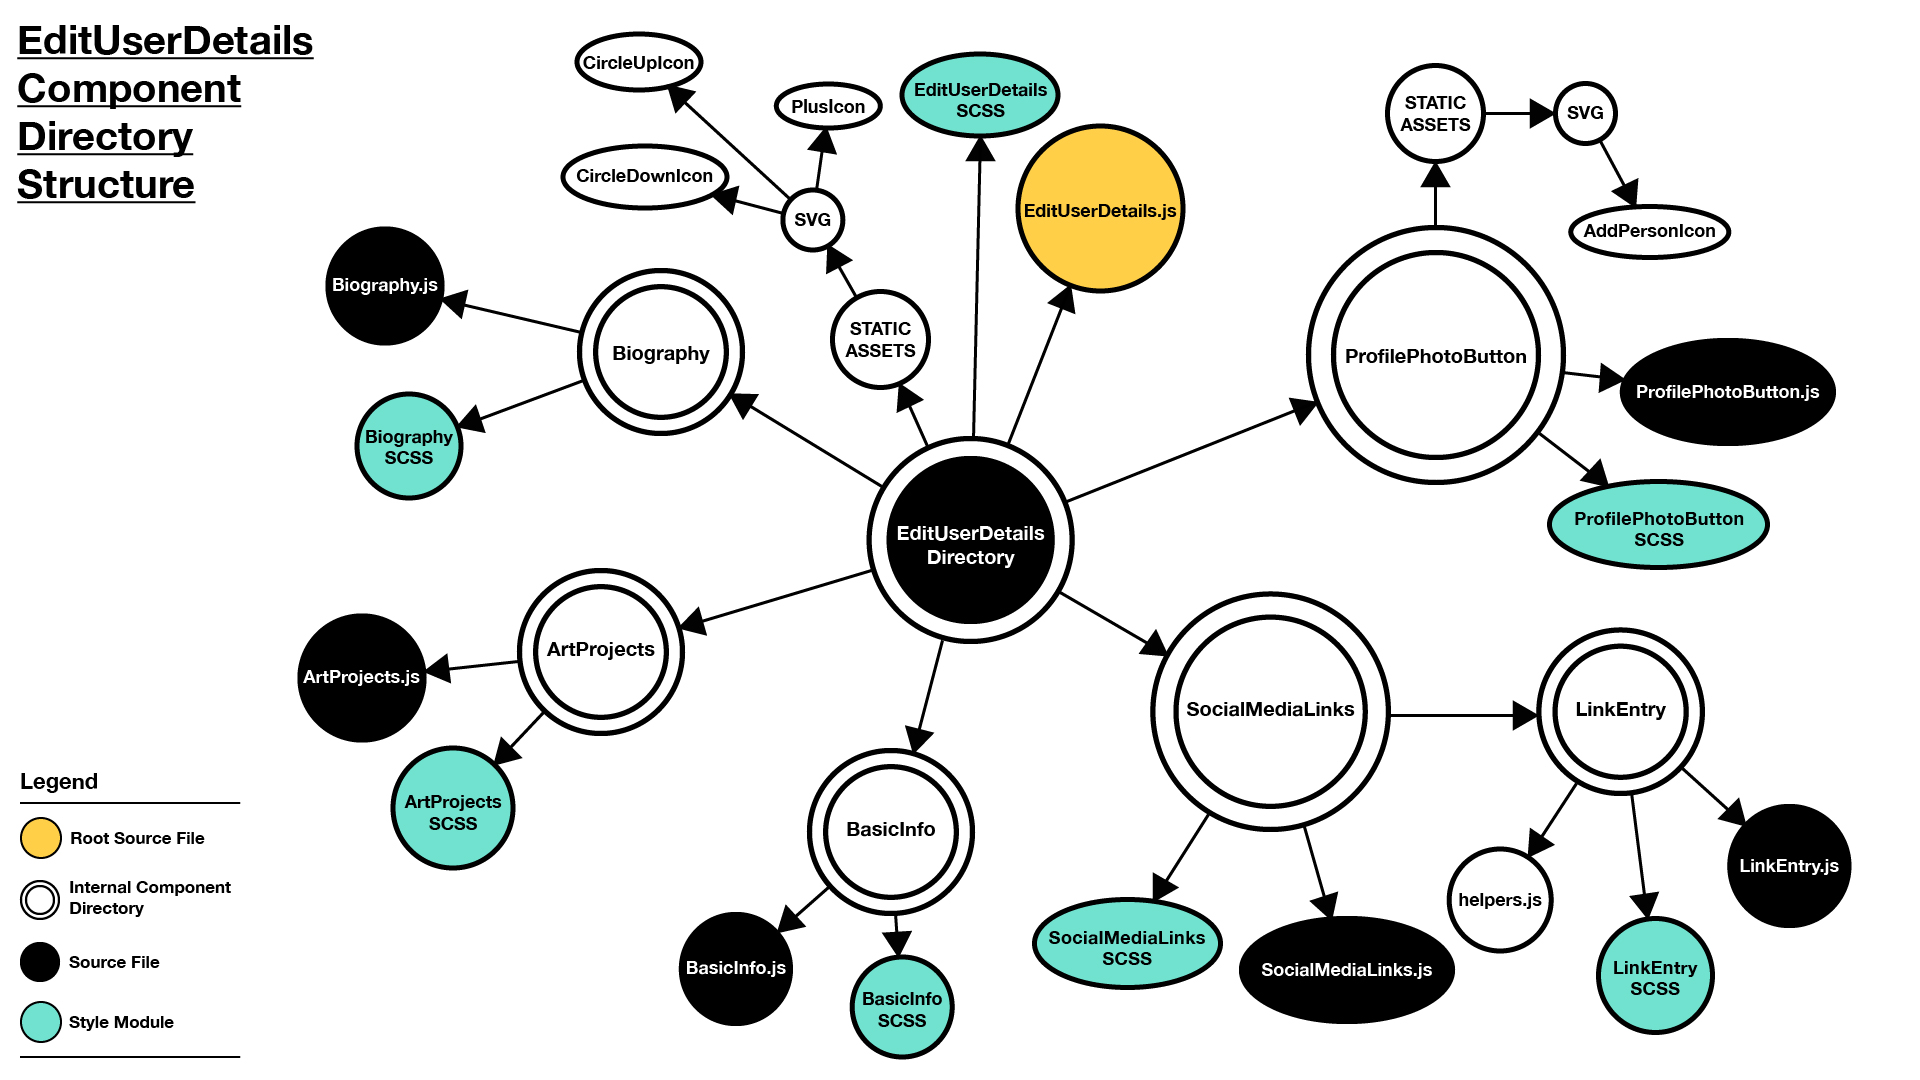 EditUserDetails
Component
Directory
Structure
CircleUpIcon
PlusIcon
CircleDownIcon
SVG
STATIC
ASSETS
EditUserDetails
SCSS
EditUserDetails.js
STATIC
ASSETS
SVG
AddPersonIcon
Biography.js
Biography
Biography
SCSS
ProfilePhotoButton
ProfilePhotoButton.js
ProfilePhotoButton
SCSS
EditUserDetails
Directory
ArtProjects
ArtProjects.js
ArtProjects
SCSS
BasicInfo
BasicInfo.js
BasicInfo
SCSS
SocialMediaLinks
SocialMediaLinks
SCSS
SocialMediaLinks.js
LinkEntry
helpers.js
LinkEntry
SCSS
LinkEntry.js
Legend
Root Source File
Internal Component
Directory
Source File
Style Module